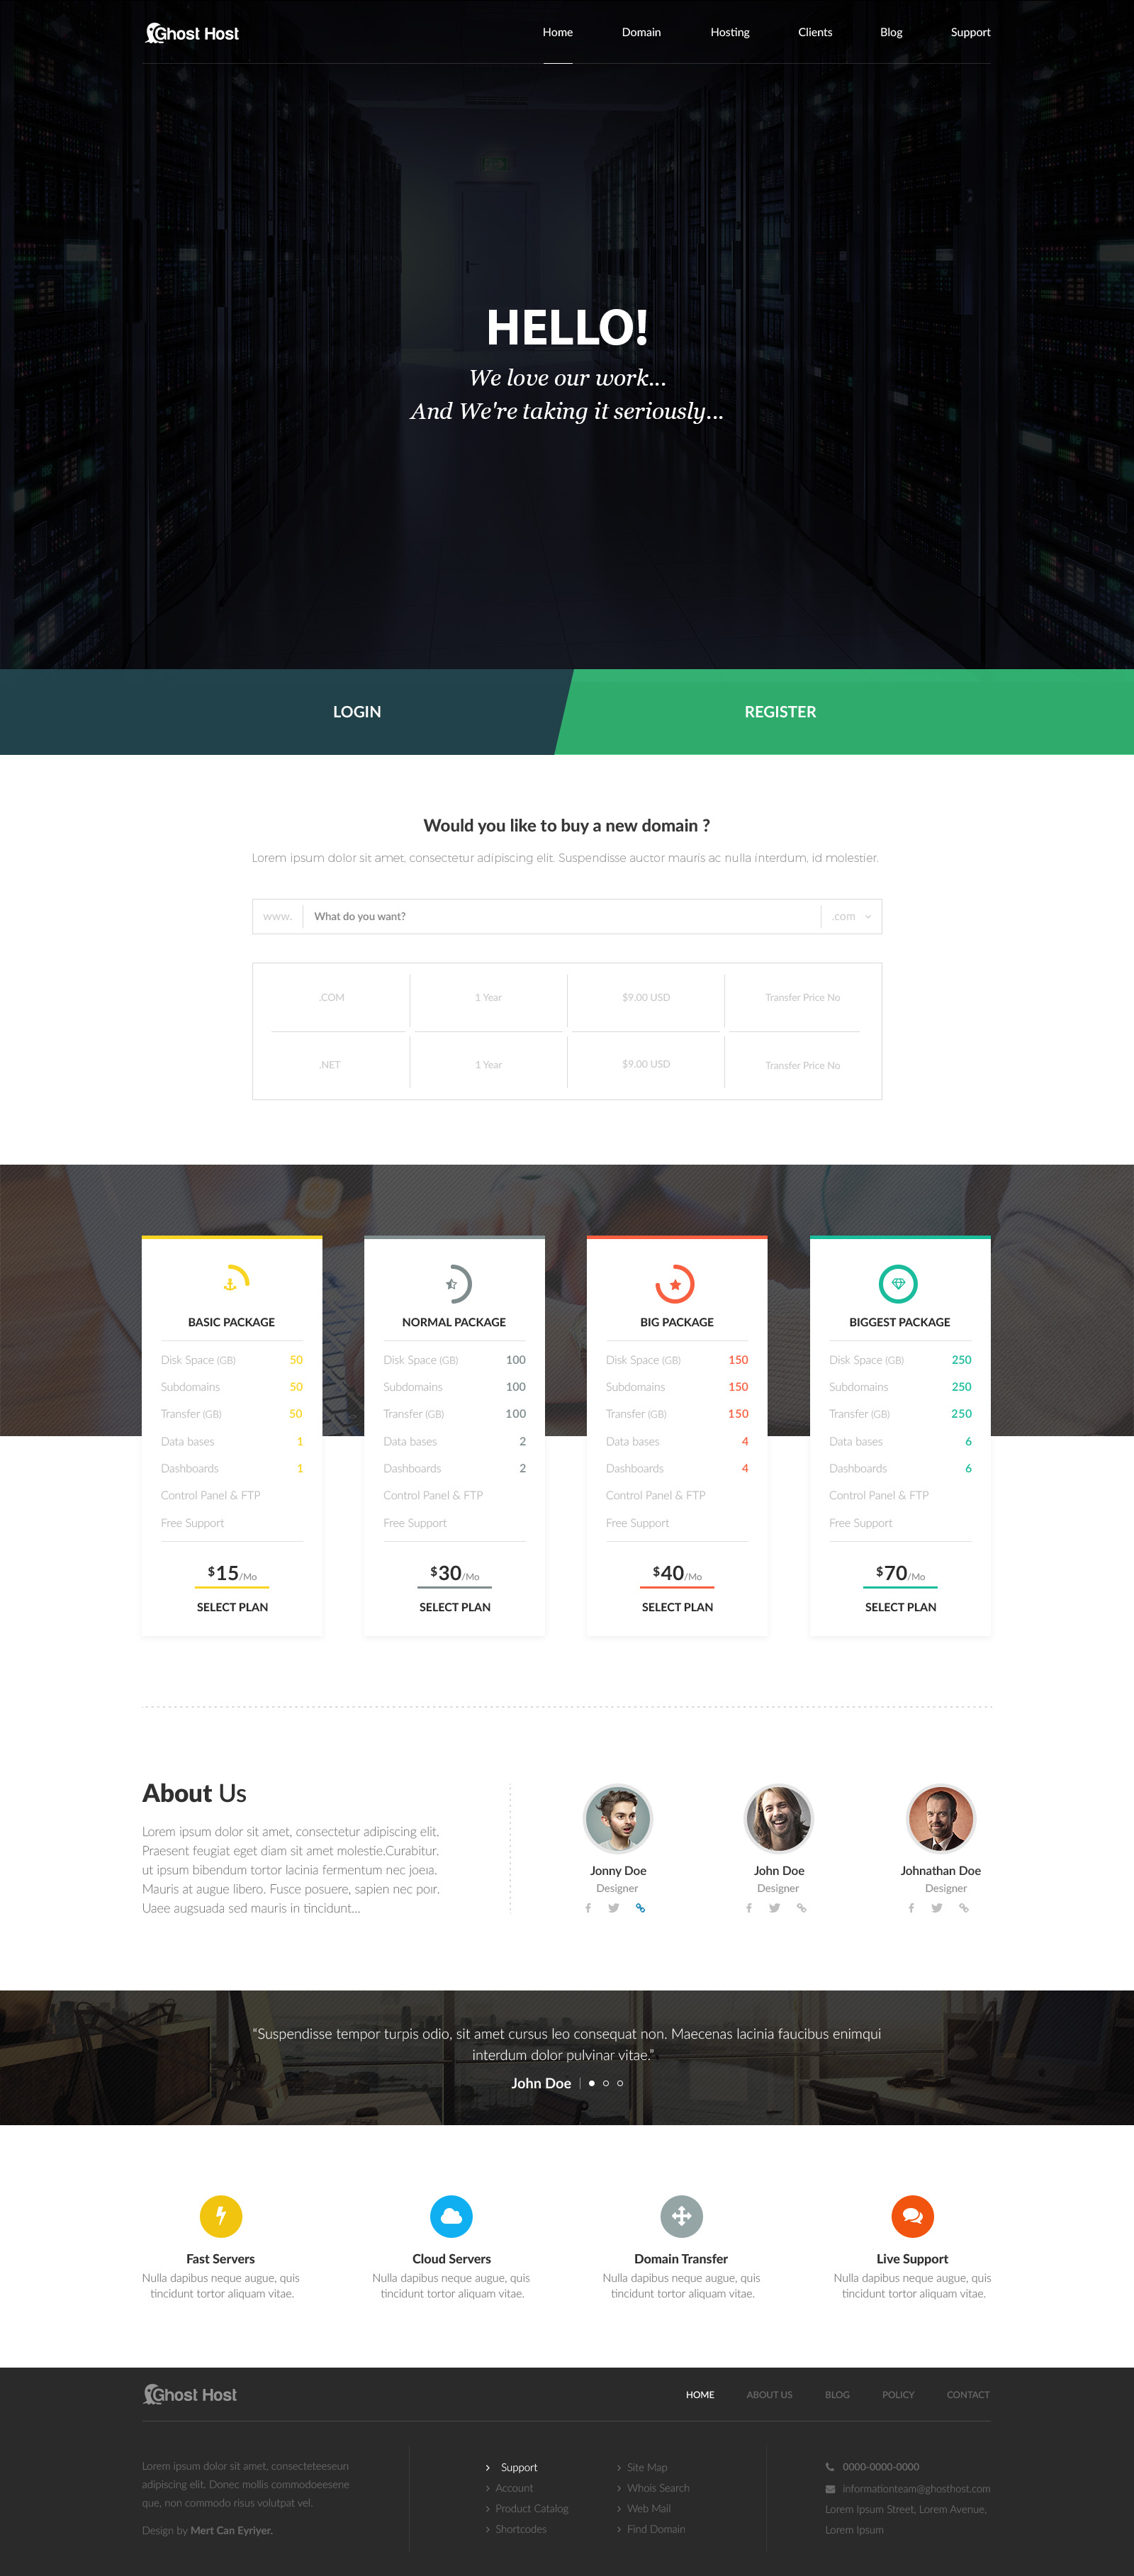 Ghost Host
Home Domain Hosting Clients Blog Support
HELLO!
We love our work...
And We're taking it seriously...
LOGIN REGISTER
Would you like to buy a new domain ?
Lorem ipsum dolor sit amet, consectetur adipiscing elit. Suspendisse auctor mauris ac nulla interdum, id molestier.
www. What do you want? .com
.COM 1 Year $9.00 USD Transfer Price No
.NET 1 Year $9.00 USD Transfer Price No
BASIC PACKAGE
Disk Space (GB) 50
Subdomains 50
Transfer (GB) 50
Data bases 1
Dashboards 1
Control Panel & FTP
Free Support
$15/Mo
SELECT PLAN
NORMAL PACKAGE
Disk Space (GB) 100
Subdomains 100
Transfer (GB) 100
Data bases 2
Dashboards 2
Control Panel & FTP
Free Support
$30/Mo
SELECT PLAN
BIG PACKAGE
Disk Space (GB) 150
Subdomains 150
Transfer (GB) 150
Data bases 4
Dashboards 4
Control Panel & FTP
Free Support
$40/Mo
SELECT PLAN
BIGGEST PACKAGE
Disk Space (GB) 250
Subdomains 250
Transfer (GB) 250
Data bases 6
Dashboards 6
Control Panel & FTP
Free Support
$70/Mo
SELECT PLAN
About Us
Lorem ipsum dolor sit amet, consectetur adipiscing elit.
Praesent feugiat eget diam sit amet molestie.Curabitur.
ut ipsum bibendum tortor lacinia fermentum nec joeia.
Mauris at augue libero. Fusce posuere, sapien nec poır.
Uaee augsuada sed mauris in tincidunt...
Jonny Doe
Designer
John Doe
Designer
Johnathan Doe
Designer
“Suspendisse tempor turpis odio, sit amet cursus leo consequat non. Maecenas lacinia faucibus enimqui
interdum dolor pulvinar vitae.”
John Doe
Fast Servers
Nulla dapibus neque augue, quis
tincidunt tortor aliquam vitae.
Cloud Servers
Nulla dapibus neque augue, quis
tincidunt tortor aliquam vitae.
Domain Transfer
Nulla dapibus neque augue, quis
tincidunt tortor aliquam vitae.
Live Support
Nulla dapibus neque augue, quis
tincidunt tortor aliquam vitae.
Ghost Host
HOME ABOUT US BLOG POLICY CONTACT
Lorem ipsum dolor sit amet, consecteteeseun
adipiscing elit. Donec mollis commodoeesene
que, non commodo risus volutpat vel.
Design by Mert Can Eyriyer.
Support
Account
Product Catalog
Shortcodes
Site Map
Whois Search
Web Mail
Find Domain
0000-0000-0000
informationteam@ghosthost.com
Lorem Ipsum Street, Lorem Avenue,
Lorem Ipsum